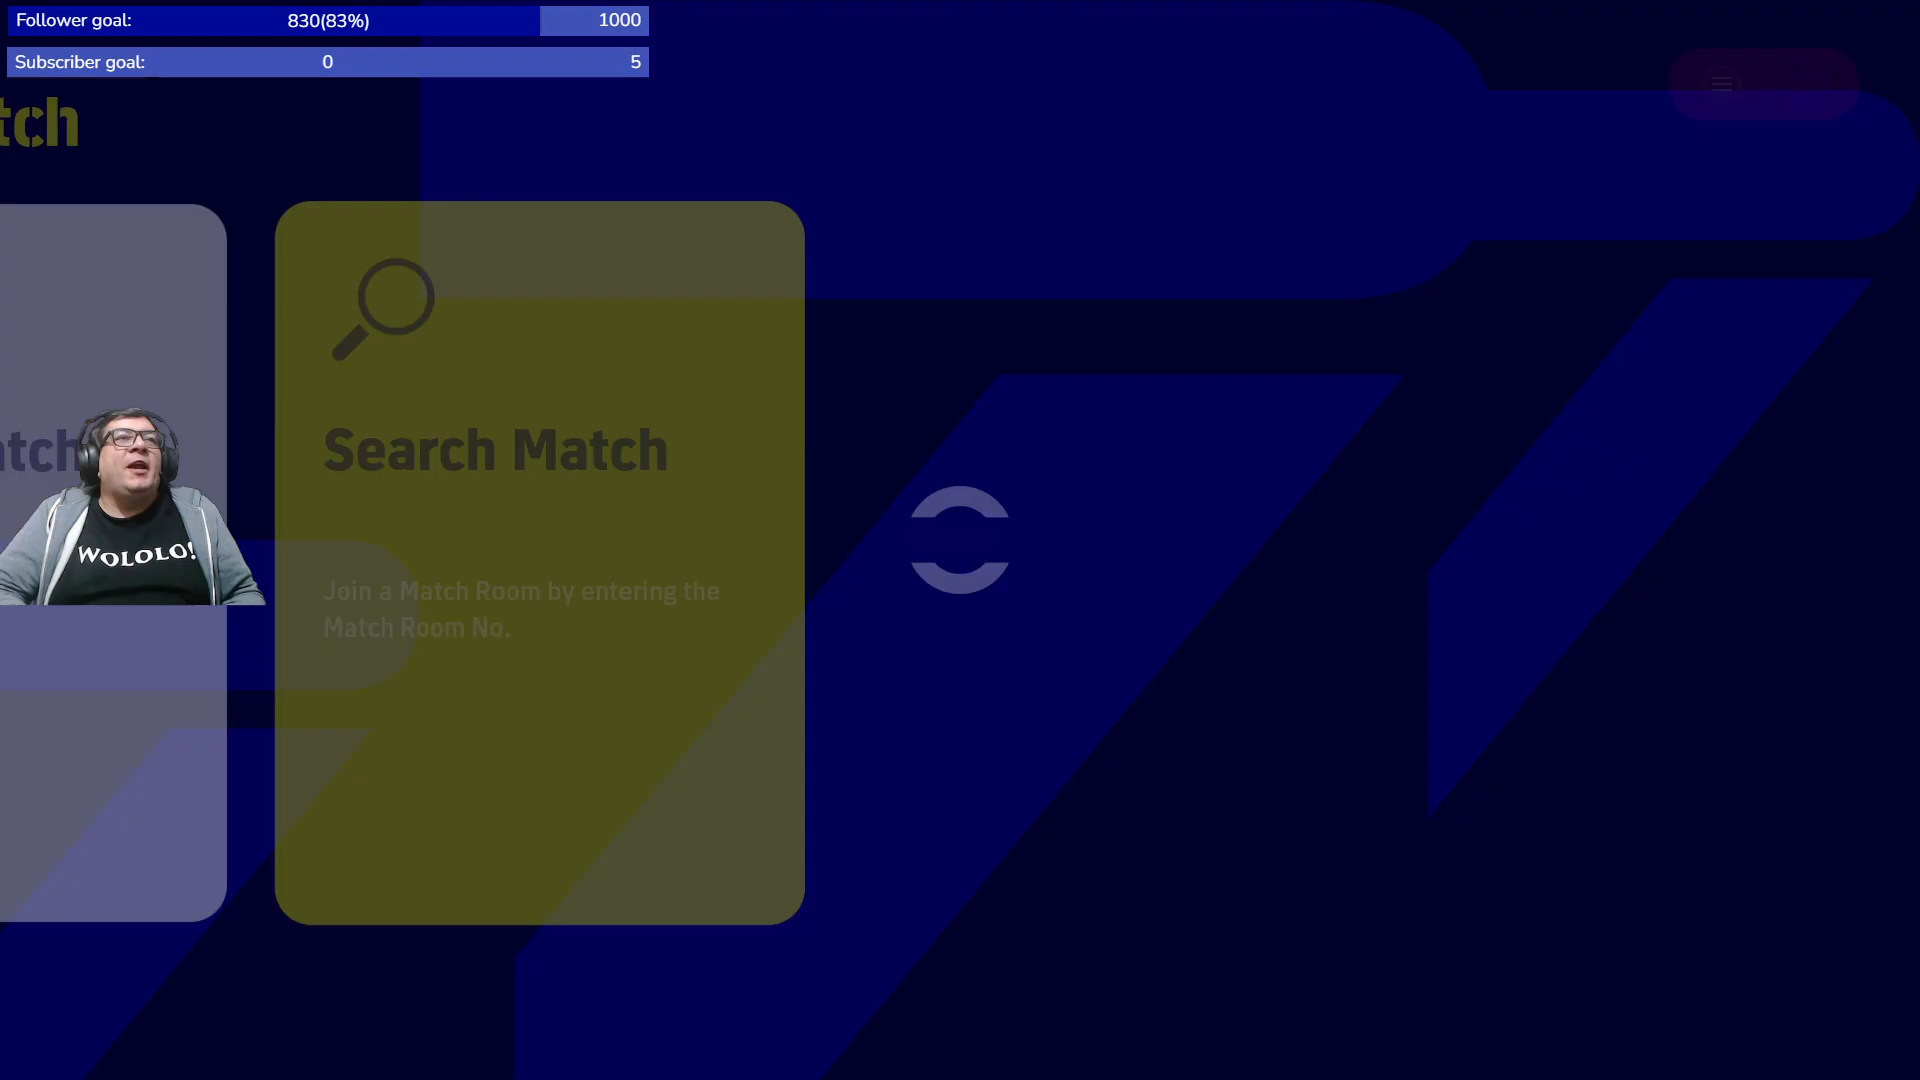 Follower goal: 830(83%) 1000
Subscriber goal: 0 5
tch
Search Match
atch
WOLOLO!
Join a Match Room by entering the
Match Room No.